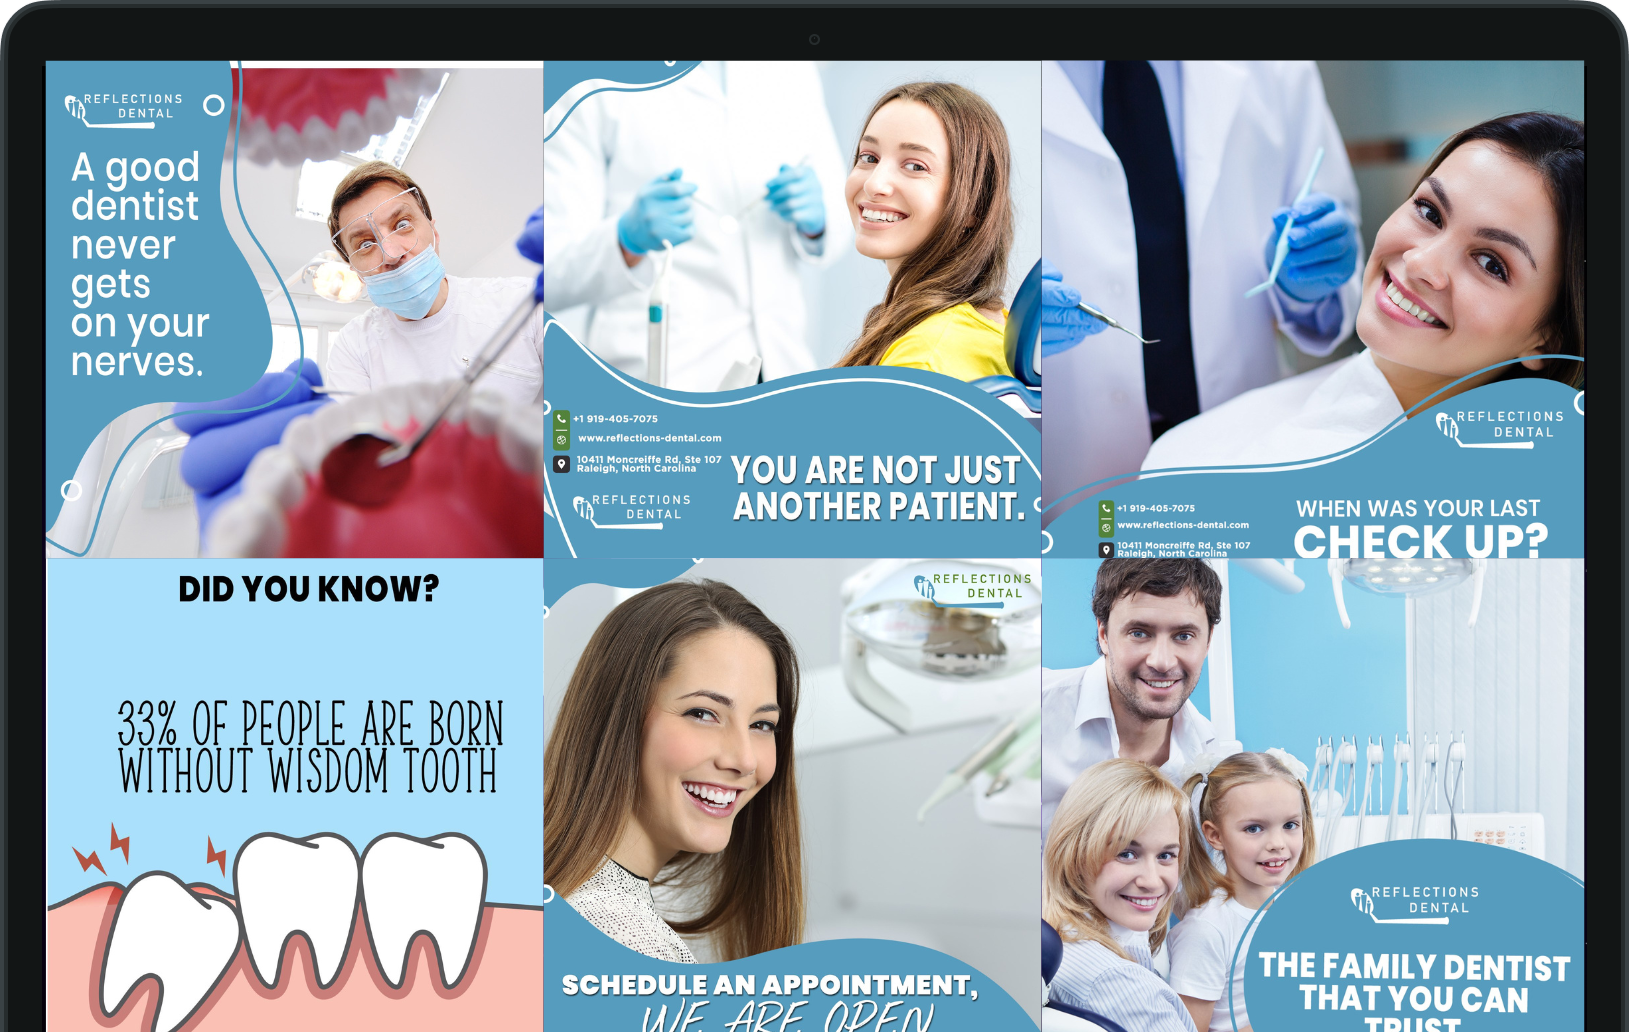 REFLECTIONS
DENTAL
A good
dentist
never
gets
on your
nerves.
+1 919-405-7075
www.reflections-dental.com
10411 Moncreiffe Rd, Ste 107
Raleigh, North Carolina
REFLECTIONS
DENTAL
YOU ARE NOT JUST
ANOTHER PATIENT.
REFLECTIONS
DENTAL
+1 919-405-7075
www.reflections-dental.com
10411 Moncreiffe Rd, Ste 107
Raleigh, North Carolina
WHEN WAS YOUR LAST
CHECK UP?
DID YOU KNOW?
33% OF PEOPLE ARE BORN
WITHOUT WISDOM TOOTH
REFLECTIONS
DENTAL
SCHEDULE AN APPOINTMENT,
WE ARE OPEN
REFLECTIONS
DENTAL
THE FAMILY DENTIST
THAT YOU CAN
TRUST